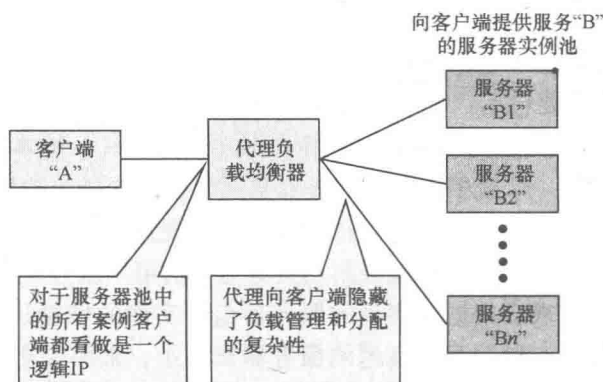 向客户端提供服务“B”
的服务器实例池
服务器
“B1”
客户端
“A”
代理负
载均衡器
服务器
“B2”
对于服务器池中
的所有案例客户
端都看做是一个
逻辑IP
代理向客户端隐藏
了负载管理和分配
的复杂性
服务器
“Bn”